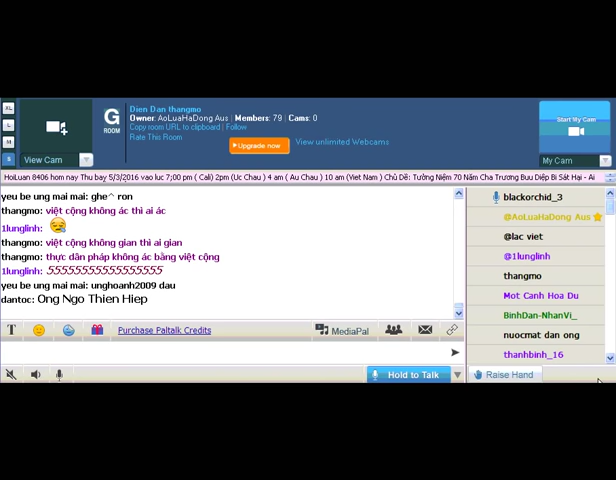 XL
L
M
S
View Cam
G
ROOM
Dien Dan thangmo
Owner: AoLuaHaDong Aus | Members: 79 | Cams: 0
Copy room URL to clipboard | Follow
Rate This Room
Upgrade now
View unlimited Webcams
Start My Cam
My Cam
HoiLuan 8406 hom nay Thu bay 5/3/2016 vao luc 7;00 pm ( Cali) 2pm (Uc Chau ) 4 am ( Au Chau ) 10 am (Viet Nam ) Chủ Đề: Tưởng Niệm 70 Năm Cha Trương Buu Diệp Bi Sát Hại - Ai
yeu be ung mai mai: ghe^ ron
thangmo: việt cộng không ác thì ai ác
1lunglinh:
thangmo: việt cộng không gian thì ai gian
thangmo: thực dân pháp không ác bằng việt cộng
1lunglinh: 55555555555555555
yeu be ung mai mai: unghoanh2009 dau
dantoc: Ong Ngo Thien Hiep
blackorchid_3
@AoLuaHaDong Aus
@lac viet
@1lunglinh
thangmo
Mot Canh Hoa Du
BinhDan-NhanVi_
nuocmat dan ong
thanhbinh_16
T
Purchase Paltalk Credits
MediaPal
Hold to Talk
Raise Hand